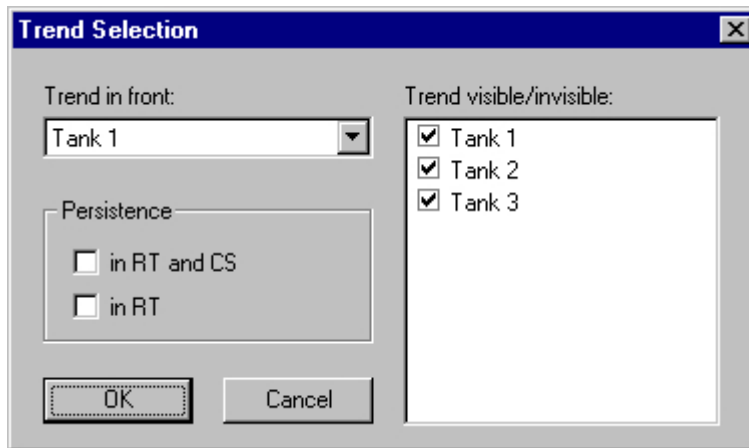 Trend Selection
Trend in front:
Tank 1
Persistence
in RT and CS
in RT
OK
Cancel
Trend visible/invisible:
Tank 1
Tank 2
Tank 3